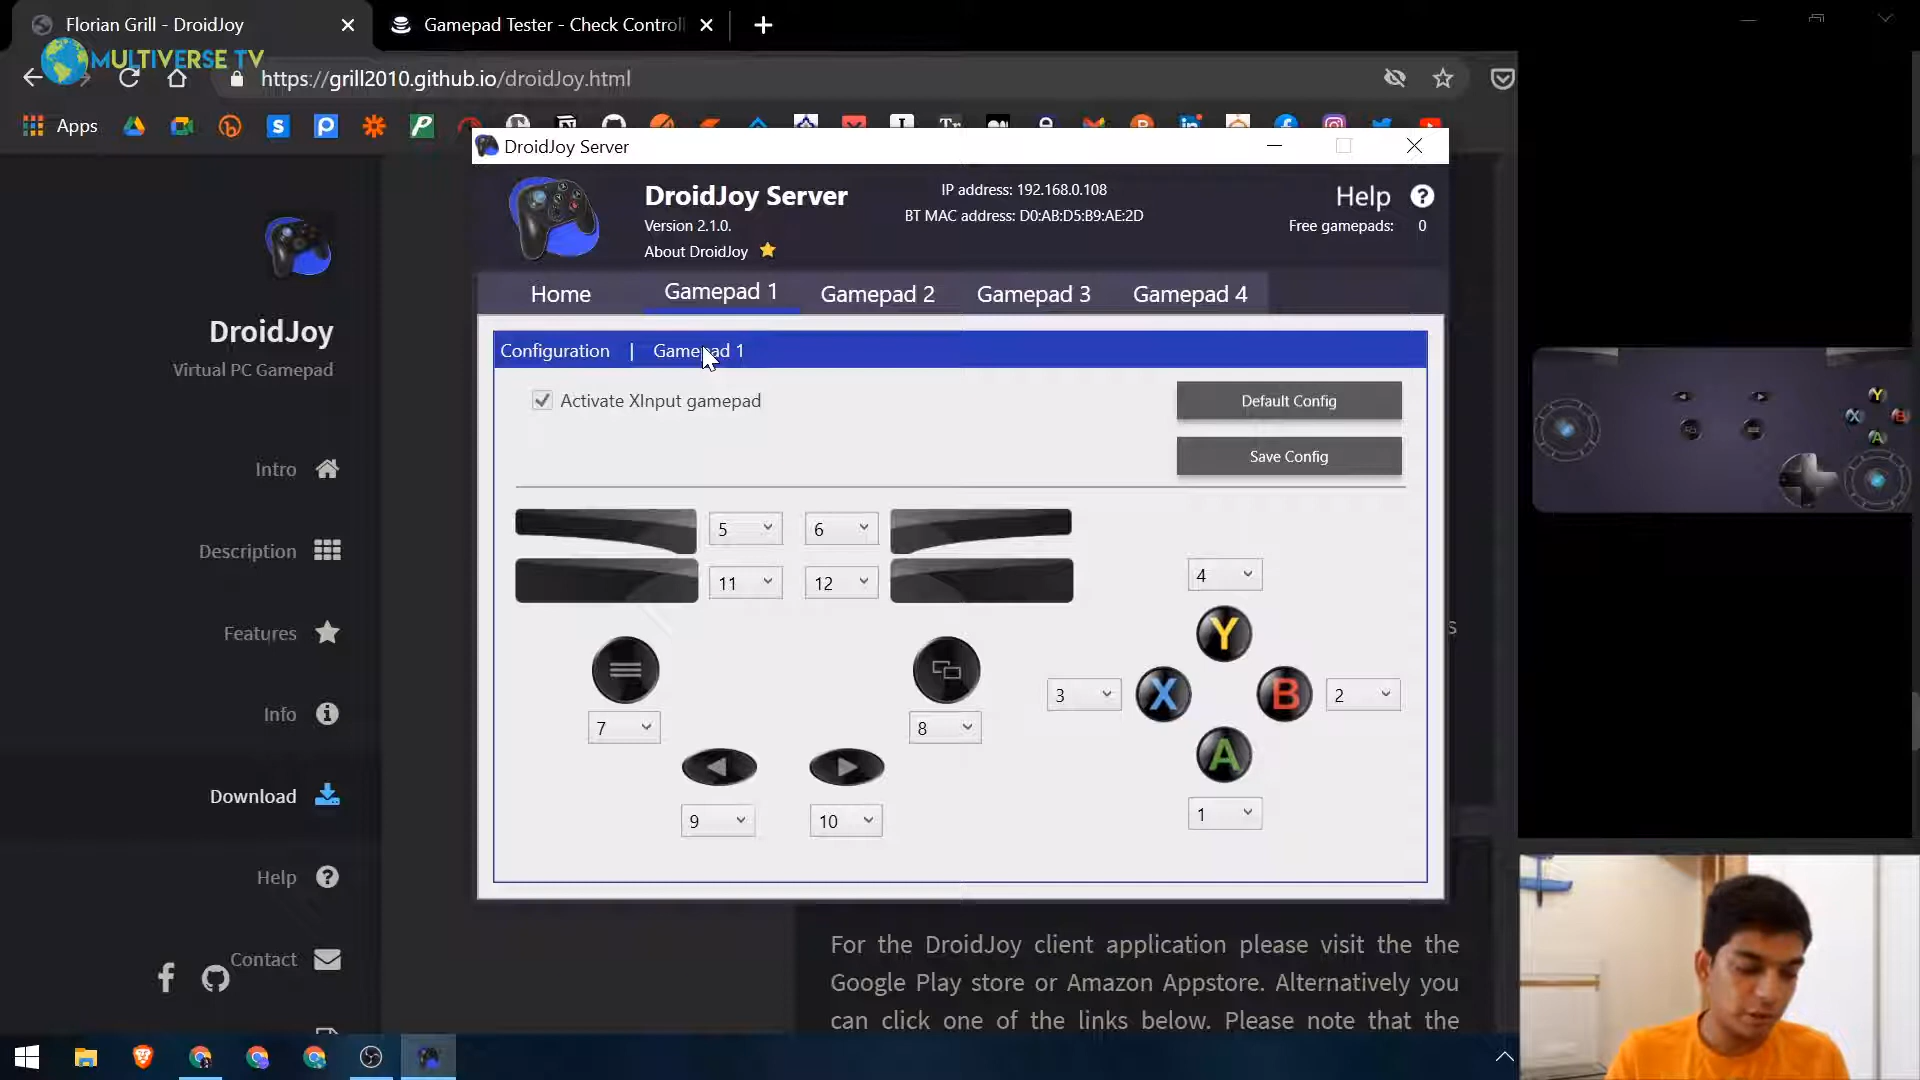 Florian Grill - DroidJoy
Gamepad Tester - Check Controll
MULTIVERSE TV
https://grill2010.github.io/droidJoy.html
Apps
DroidJoy Server
DroidJoy Server
Version 2.1.0.
About DroidJoy
IP address: 192.168.0.108
BT MAC address: D0:AB:D5:B9:AE:2D
Help
Free gamepads: 0
Home
Gamepad 1
Gamepad 2
Gamepad 3
Gamepad 4
Configuration | Gamepad 1
Activate XInput gamepad
Default Config
Save Config
5
6
11
12
4
Y
3
X
B
2
A
1
7
8
9
10
DroidJoy
Virtual PC Gamepad
Intro
Description
Features
Info
Download
Help
Contact
For the DroidJoy client application please visit the the
Google Play store or Amazon Appstore. Alternatively you
can click one of the links below. Please note that the
Y
X
B
A